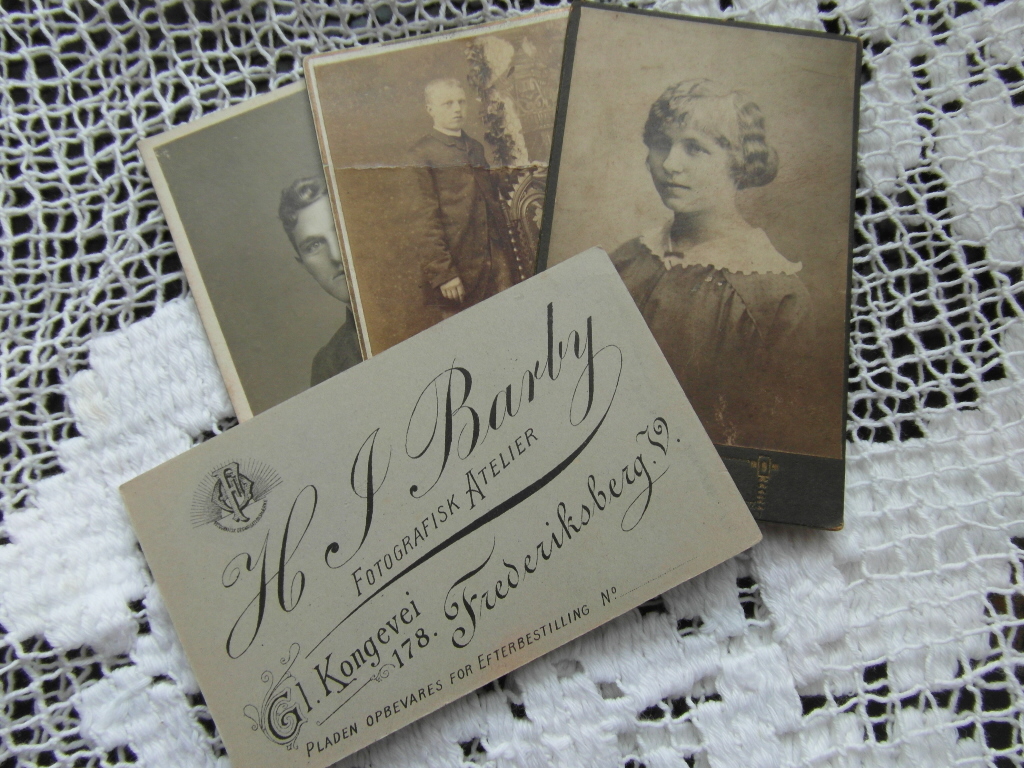 H J Barby
FOTOGRAFISK ATELIER
Gl. Kongevei
178. Frederiksberg. V.
PLADEN OPBEVARES FOR EFTERBESTILLING No